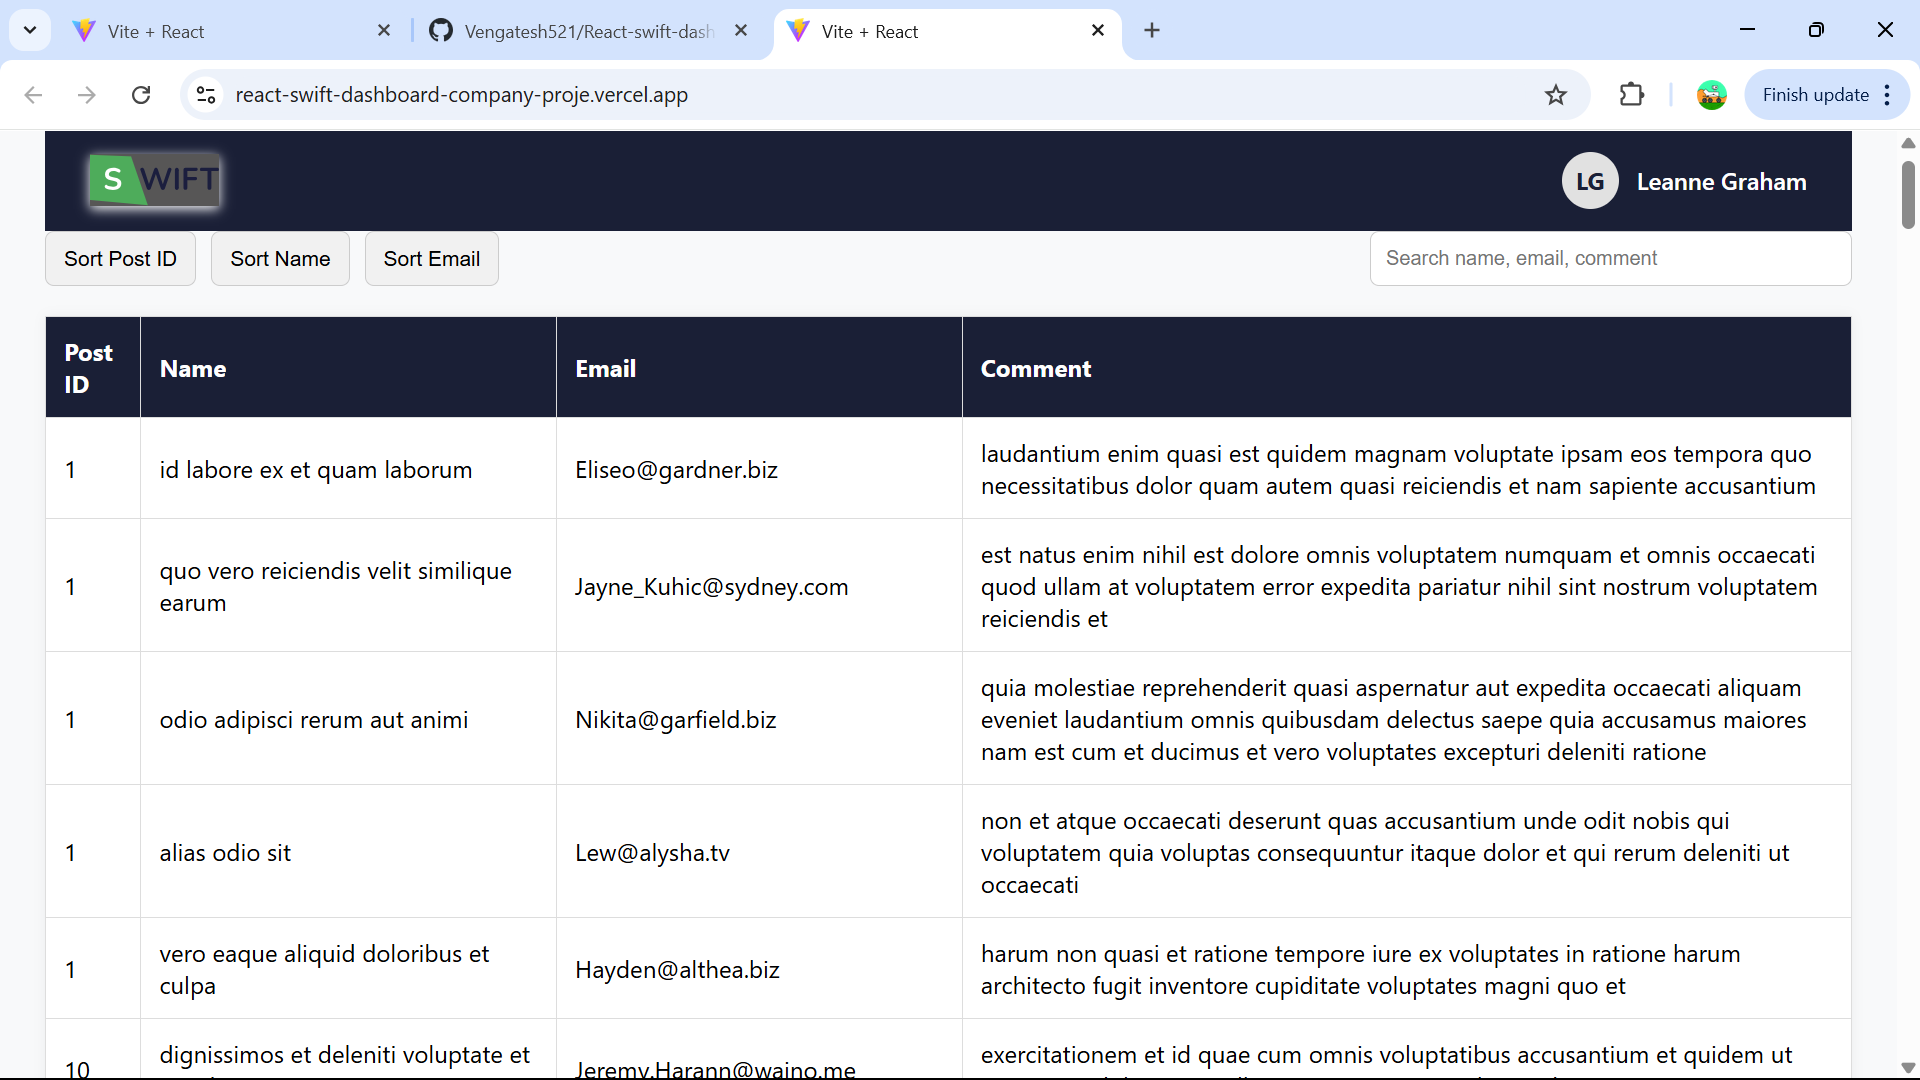 Vite + React
Vengatesh521/React-swift-dash
Vite + React
react-swift-dashboard-company-proje.vercel.app
Finish update
SWIFT
LG
Leanne Graham
Sort Post ID
Sort Name
Sort Email
Search name, email, comment
Post
ID
Name
Email
Comment
1
id labore ex et quam laborum
Eliseo@gardner.biz
laudantium enim quasi est quidem magnam voluptate ipsam eos tempora quo
necessitatibus dolor quam autem quasi reiciendis et nam sapiente accusantium
1
quo vero reiciendis velit similique
earum
Jayne_Kuhic@sydney.com
est natus enim nihil est dolore omnis voluptatem numquam et omnis occaecati
quod ullam at voluptatem error expedita pariatur nihil sint nostrum voluptatem
reiciendis et
1
odio adipisci rerum aut animi
Nikita@garfield.biz
quia molestiae reprehenderit quasi aspernatur aut expedita occaecati aliquam
eveniet laudantium omnis quibusdam delectus saepe quia accusamus maiores
nam est cum et ducimus et vero voluptates excepturi deleniti ratione
1
alias odio sit
Lew@alysha.tv
non et atque occaecati deserunt quas accusantium unde odit nobis qui
voluptatem quia voluptas consequuntur itaque dolor et qui rerum deleniti ut
occaecati
1
vero eaque aliquid doloribus et
culpa
Hayden@althea.biz
harum non quasi et ratione tempore iure ex voluptates in ratione harum
architecto fugit inventore cupiditate voluptates magni quo et
10
dignissimos et deleniti voluptate et
Jeremy.Harann@waino.me
exercitationem et id quae cum omnis voluptatibus accusantium et quidem ut